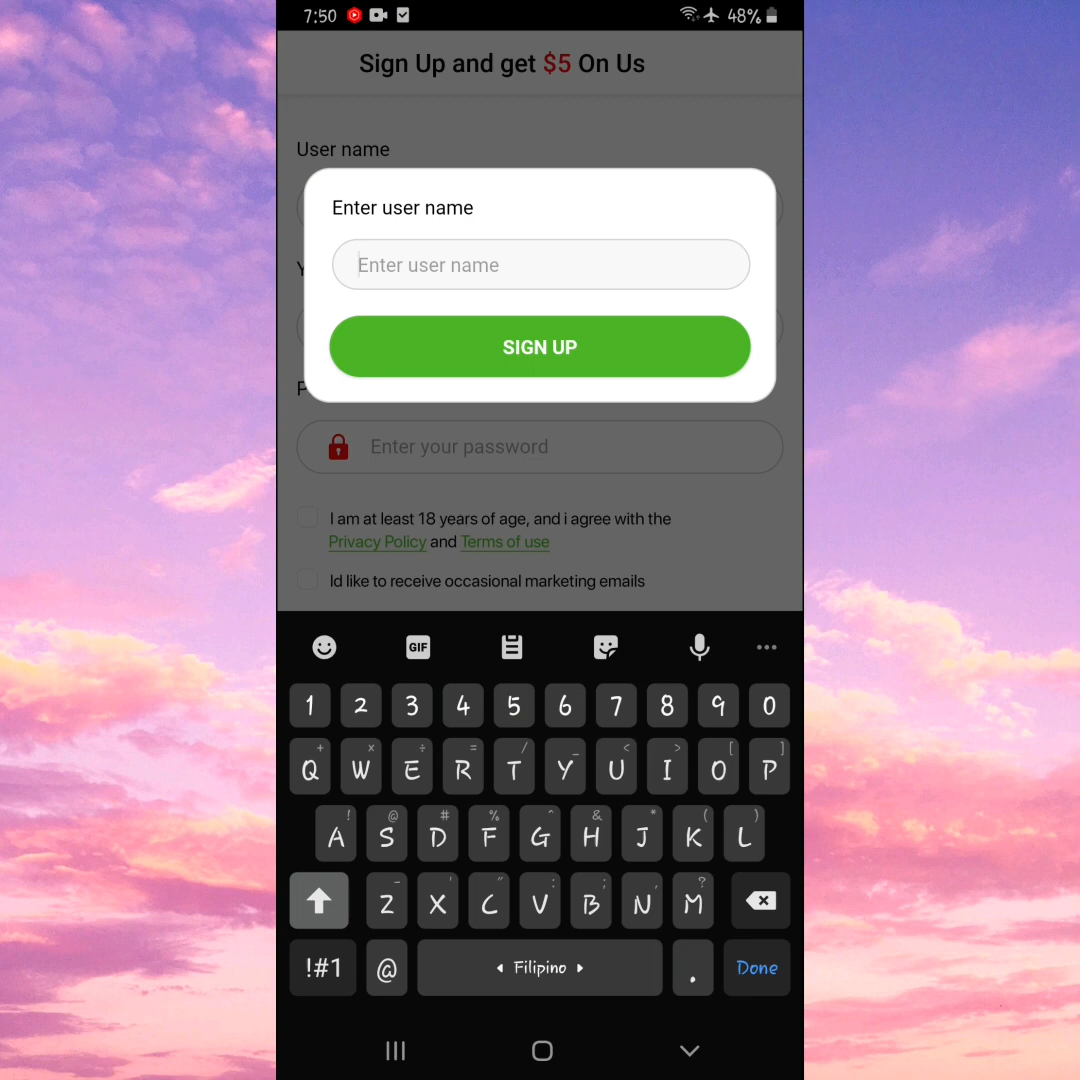 7:50 48%
Sign Up and get $5 On Us
User name
Enter user name
Enter user name
SIGN UP
Enter your password
I am at least 18 years of age, and i agree with the
Privacy Policy and Terms of use
Id like to receive occasional marketing emails
GIF
1 2 3 4 5 6 7 8 9 0
+ × ÷ = / _ < > [ ]
Q W E R T Y U I O P
! @ # % ^ & * ( )
A S D F G H J K L
- ' " : ; , ?
Z X C V B N M
!#1 @ Filipino . Done